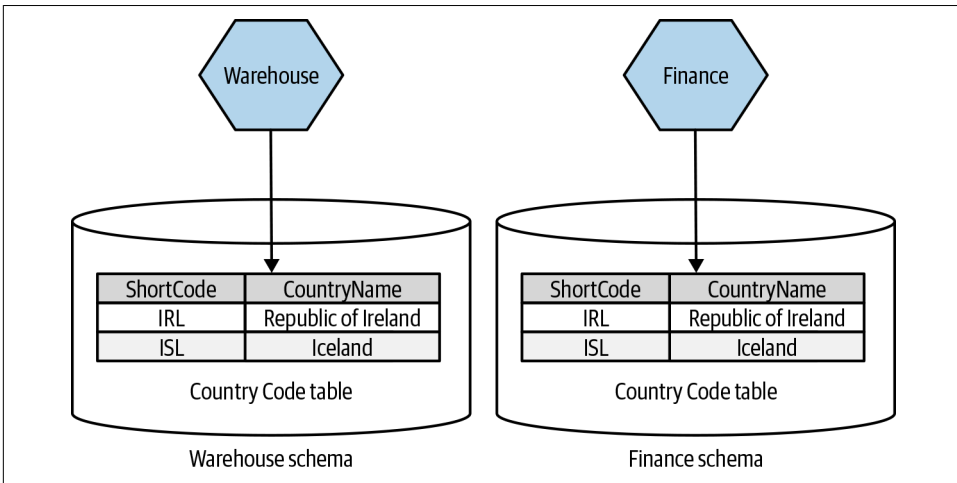 Warehouse
Finance
ShortCode CountryName
IRL Republic of Ireland
ISL Iceland
Country Code table
Warehouse schema
ShortCode CountryName
IRL Republic of Ireland
ISL Iceland
Country Code table
Finance schema